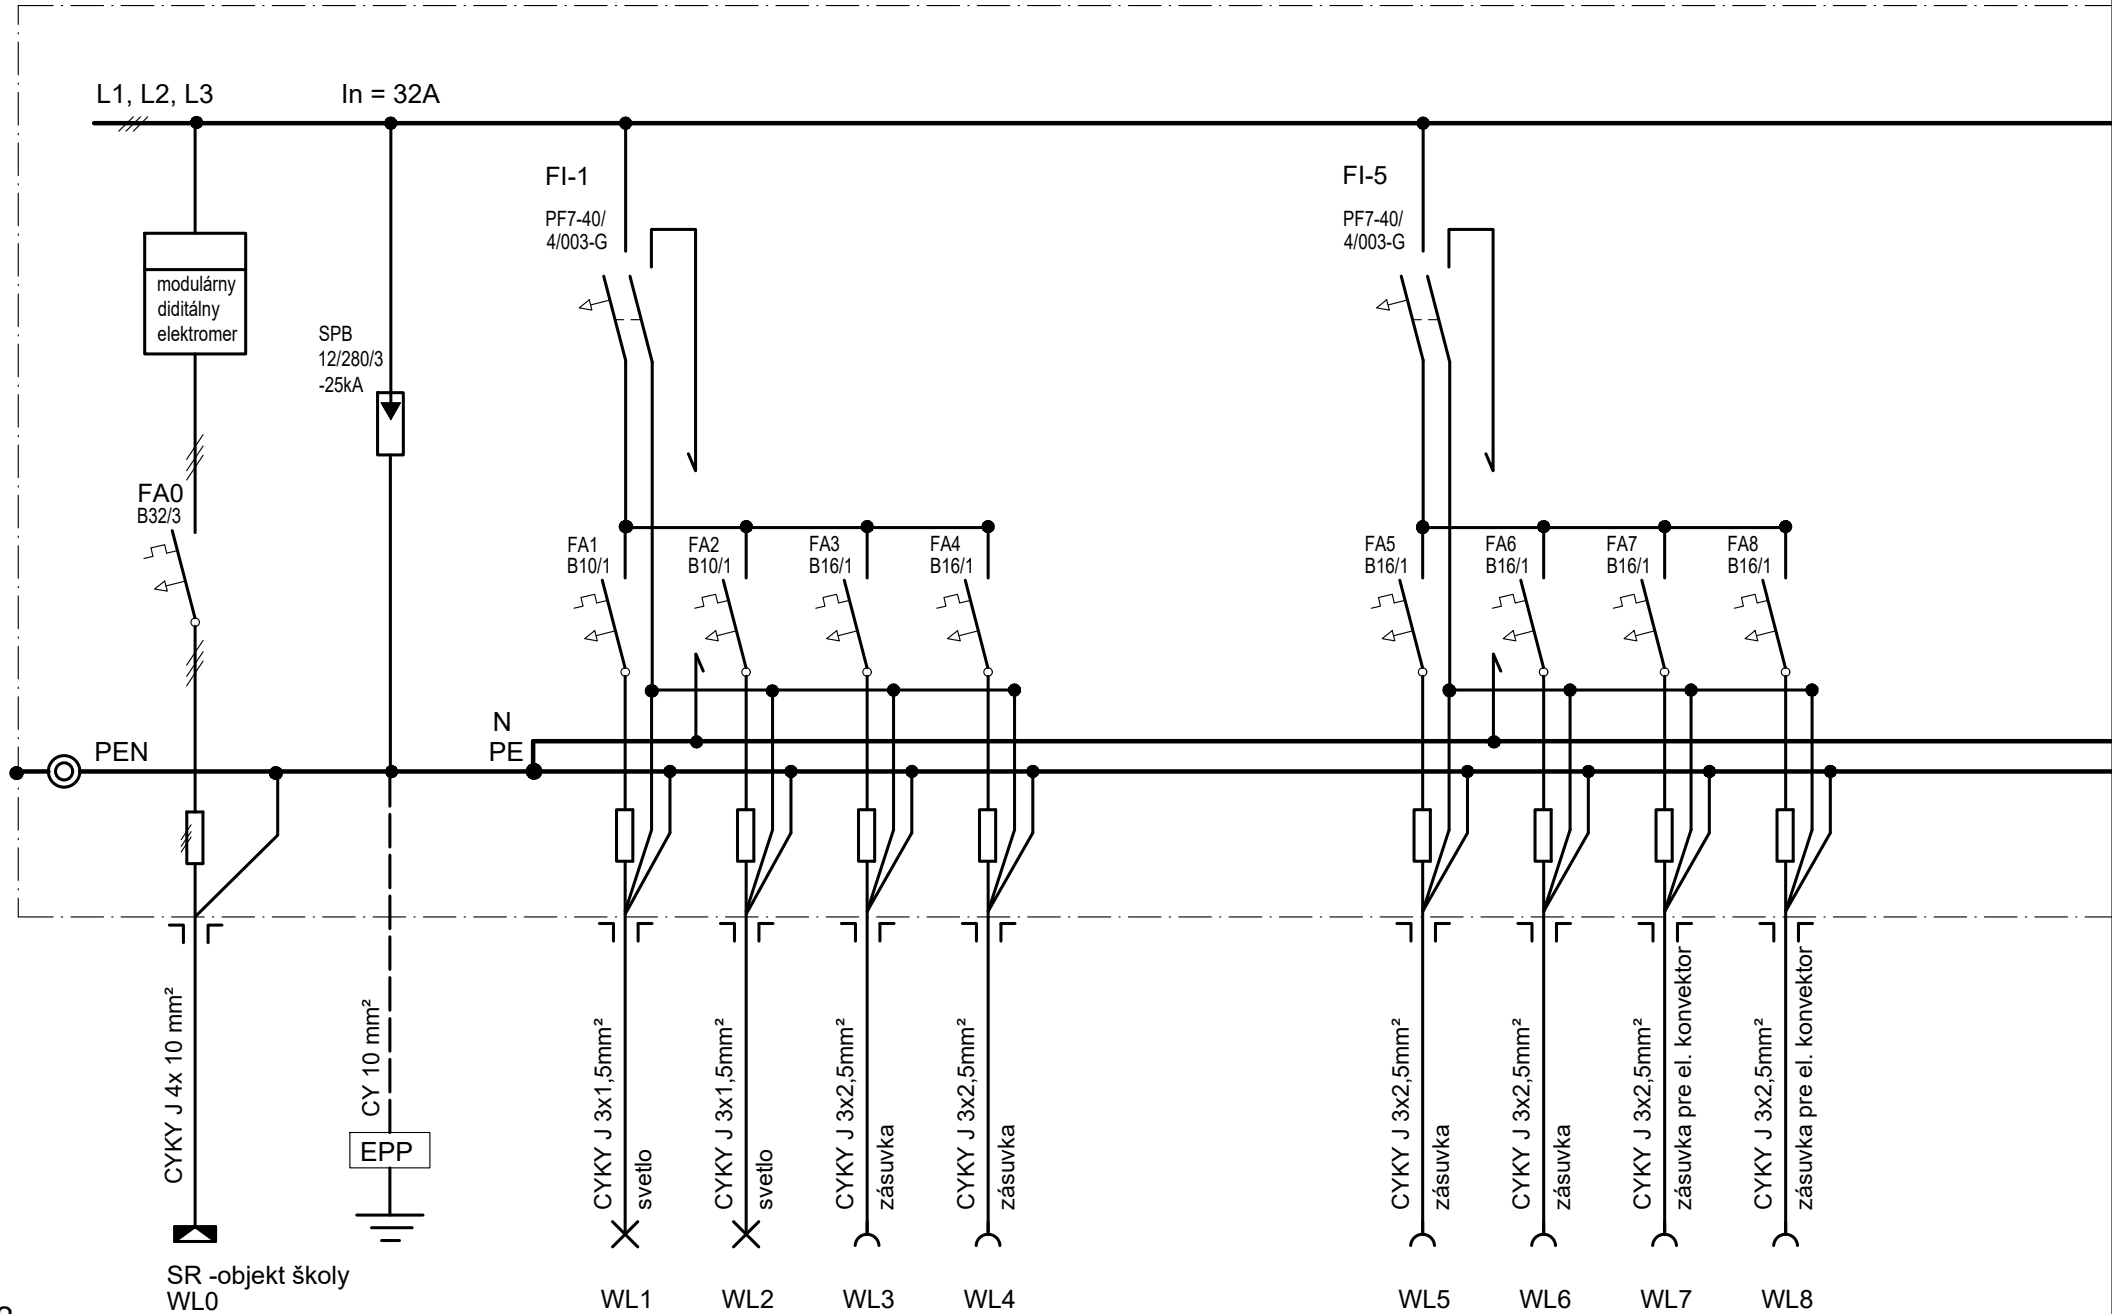 L1, L2, L3
In = 32A
FI-1
PF7-40/
4/003-G
FI-5
PF7-40/
4/003-G
modulárny
diditálny
elektromer
SPB
12/280/3
-25kA
FA0
B32/3
FA1
B10/1
FA2
B10/1
FA3
B16/1
FA4
B16/1
FA5
B16/1
FA6
B16/1
FA7
B16/1
FA8
B16/1
N
PE
PEN
CYKY J 4x 10 mm²
CY 10 mm²
EPP
CYKY J 3x1,5mm²
svetlo
CYKY J 3x1,5mm²
svetlo
CYKY J 3x2,5mm²
zásuvka
CYKY J 3x2,5mm²
zásuvka
CYKY J 3x2,5mm²
zásuvka
CYKY J 3x2,5mm²
zásuvka
CYKY J 3x2,5mm²
zásuvka pre el. konvektor
CYKY J 3x2,5mm²
zásuvka pre el. konvektor
SR -objekt školy
WL0
WL1
WL2
WL3
WL4
WL5
WL6
WL7
WL8